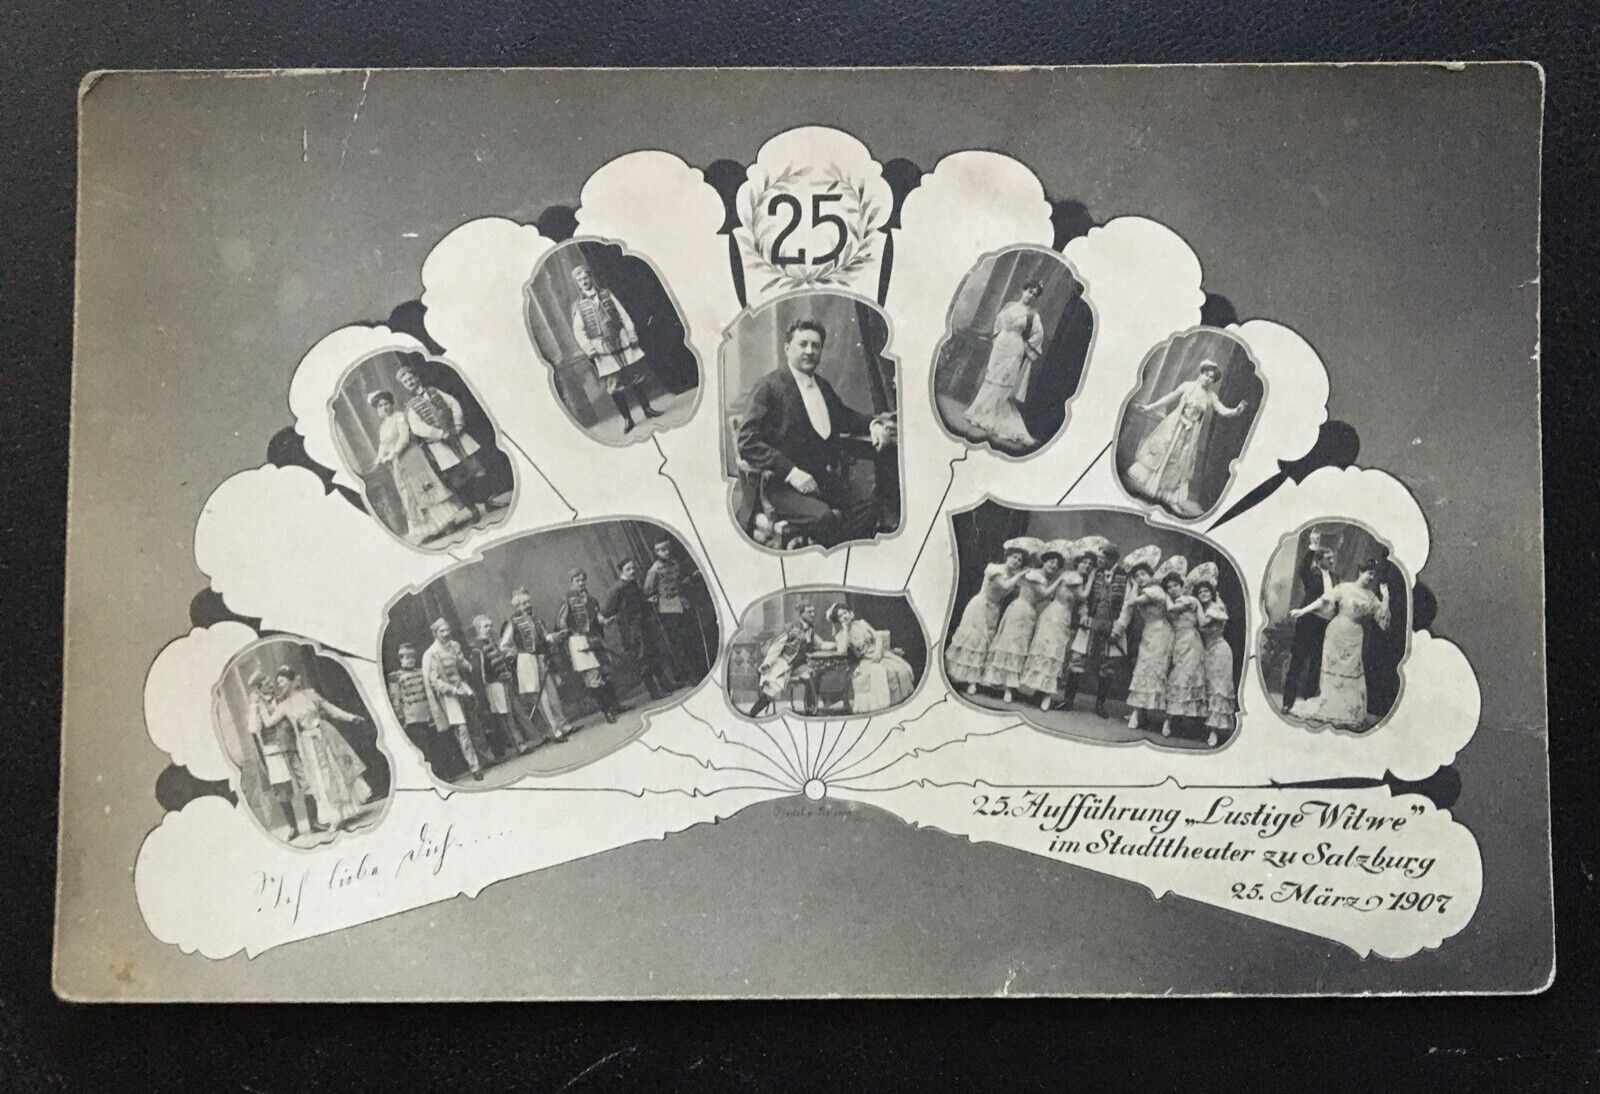 25
25. Aufführung „Lustige Witwe”
im Stadttheater zu Salzburg
25. März 1907
Ich liebe Dich.....